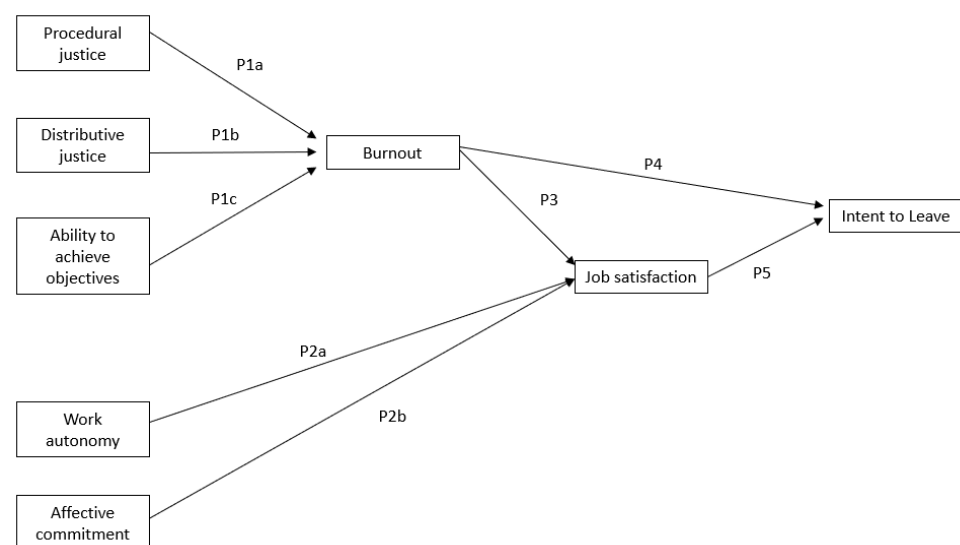 Procedural
justice
P1a
Distributive
justice
P1b
Burnout
P1c
P4
P3
Intent to Leave
Ability to
achieve
objectives
Job satisfaction
P5
P2a
Work
autonomy
P2b
Affective
commitment